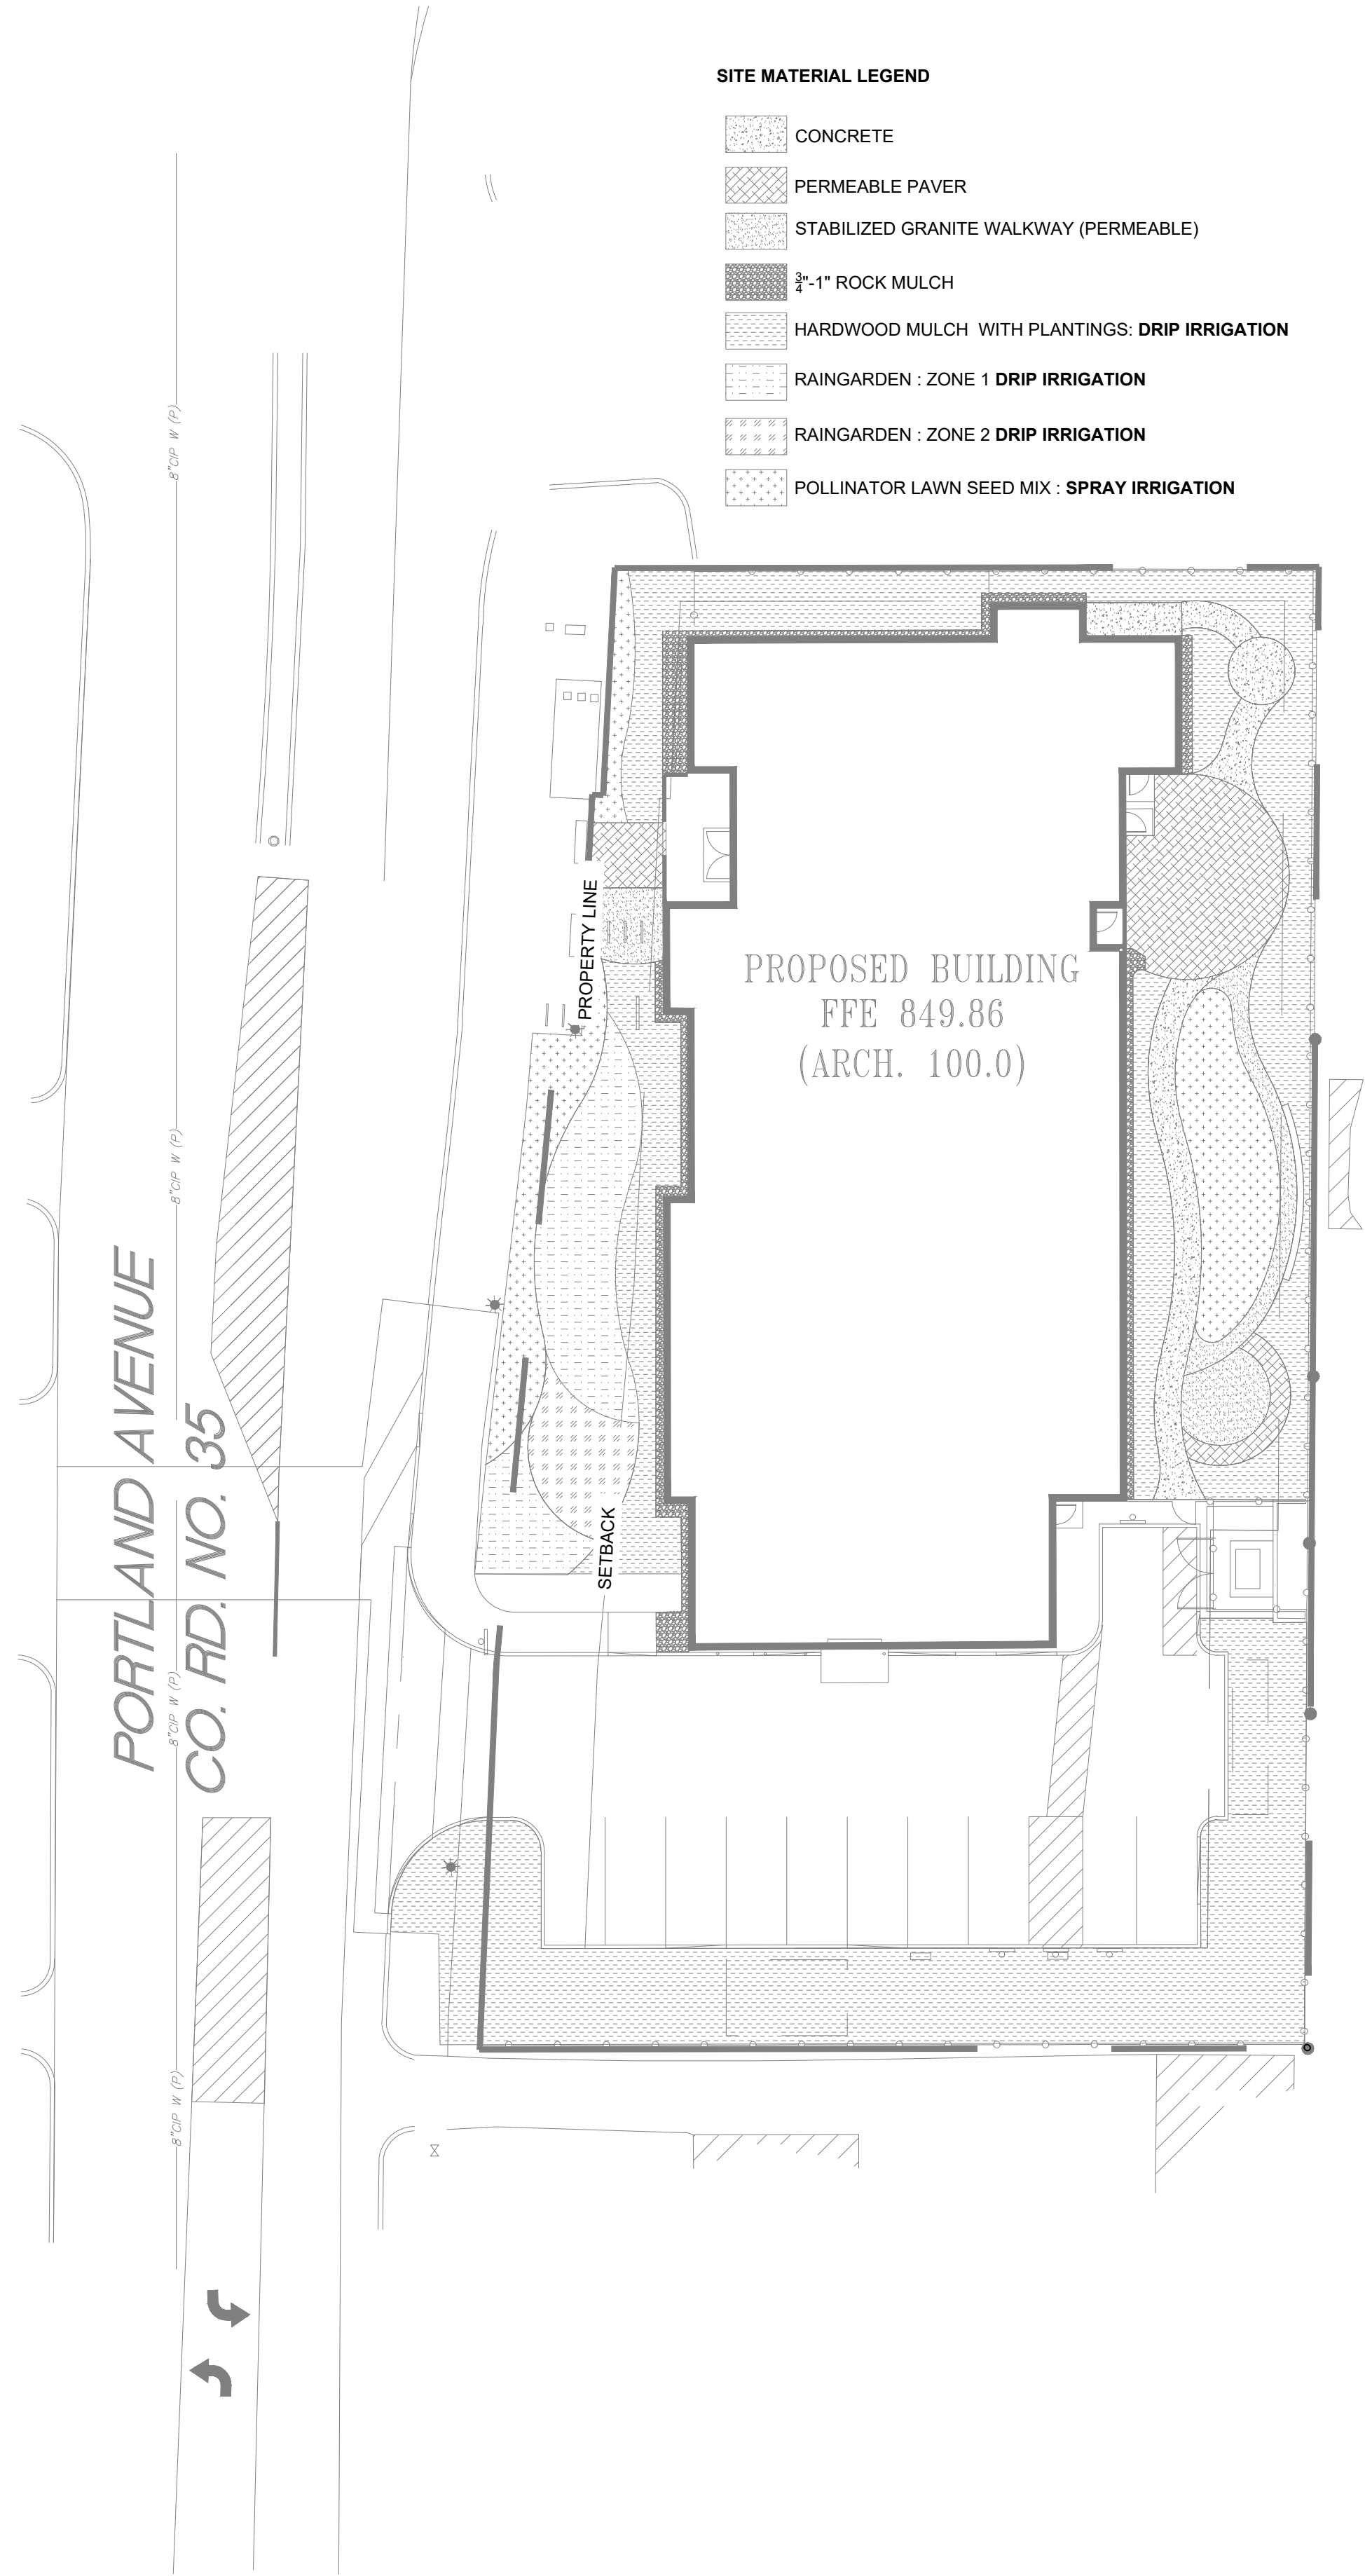 SITE MATERIAL LEGEND
CONCRETE
PERMEABLE PAVER
STABILIZED GRANITE WALKWAY (PERMEABLE)
3/4"-1" ROCK MULCH
HARDWOOD MULCH WITH PLANTINGS: DRIP IRRIGATION
RAINGARDEN : ZONE 1 DRIP IRRIGATION
RAINGARDEN : ZONE 2 DRIP IRRIGATION
POLLINATOR LAWN SEED MIX : SPRAY IRRIGATION
8"CIP W (P)
8"CIP W (P)
8"CIP W (P)
8"CIP W (P)
PORTLAND AVENUE
CO. RD. NO. 35
PROPERTY LINE
SETBACK
PROPOSED BUILDING
FFE 849.86
(ARCH. 100.0)